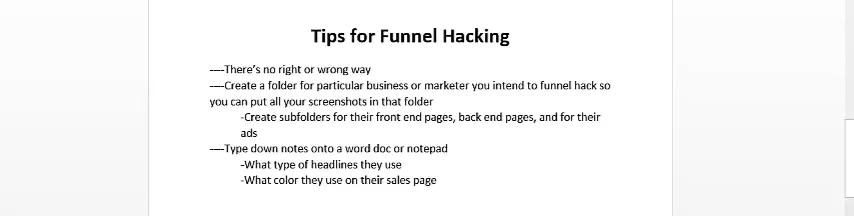 Tips for Funnel Hacking
----There's no right or wrong way
----Create a folder for particular business or marketer you intend to funnel hack so
you can put all your screenshots in that folder
-Create subfolders for their front end pages, back end pages, and for their
ads
----Type down notes onto a word doc or notepad
-What type of headlines they use
-What color they use on their sales page